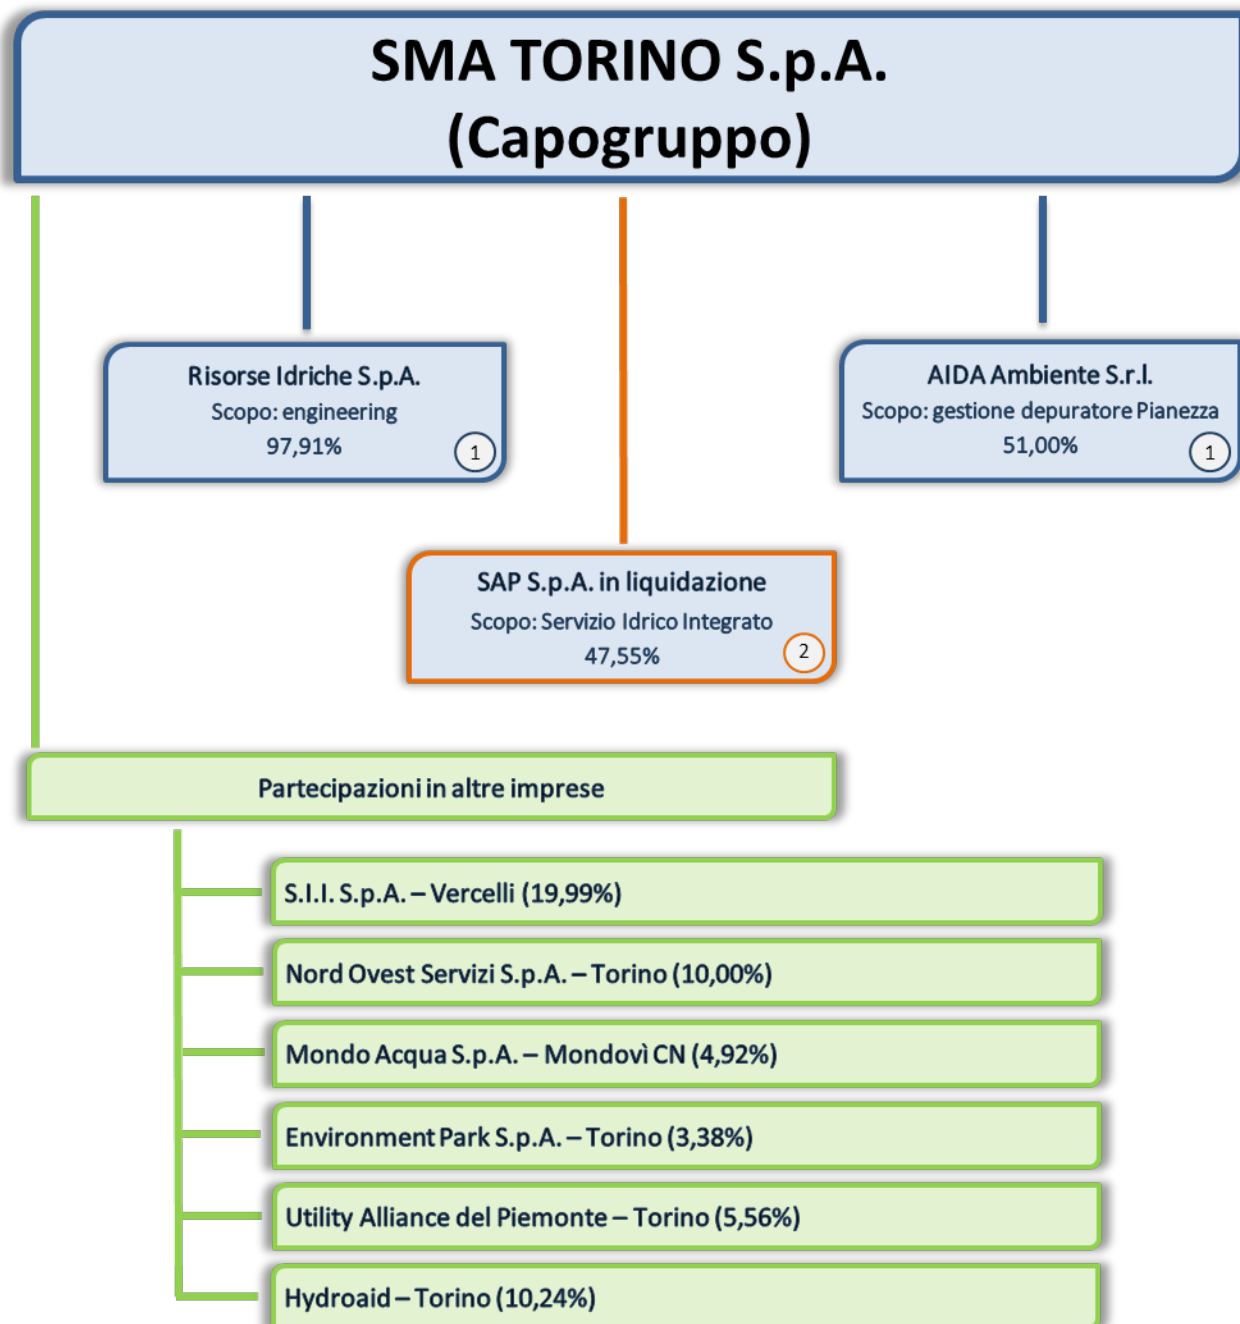 SMA TORINO S.p.A.
(Capogruppo)
Risorse Idriche S.p.A.
Scopo: engineering
97,91%
1
AIDA Ambiente S.r.l.
Scopo: gestione depuratore Pianezza
51,00%
1
SAP S.p.A. in liquidazione
Scopo: Servizio Idrico Integrato
47,55%
2
Partecipazioni in altre imprese
S.I.I. S.p.A. – Vercelli (19,99%)
Nord Ovest Servizi S.p.A. – Torino (10,00%)
Mondo Acqua S.p.A. – Mondovì CN (4,92%)
Environment Park S.p.A. – Torino (3,38%)
Utility Alliance del Piemonte – Torino (5,56%)
Hydroaid – Torino (10,24%)